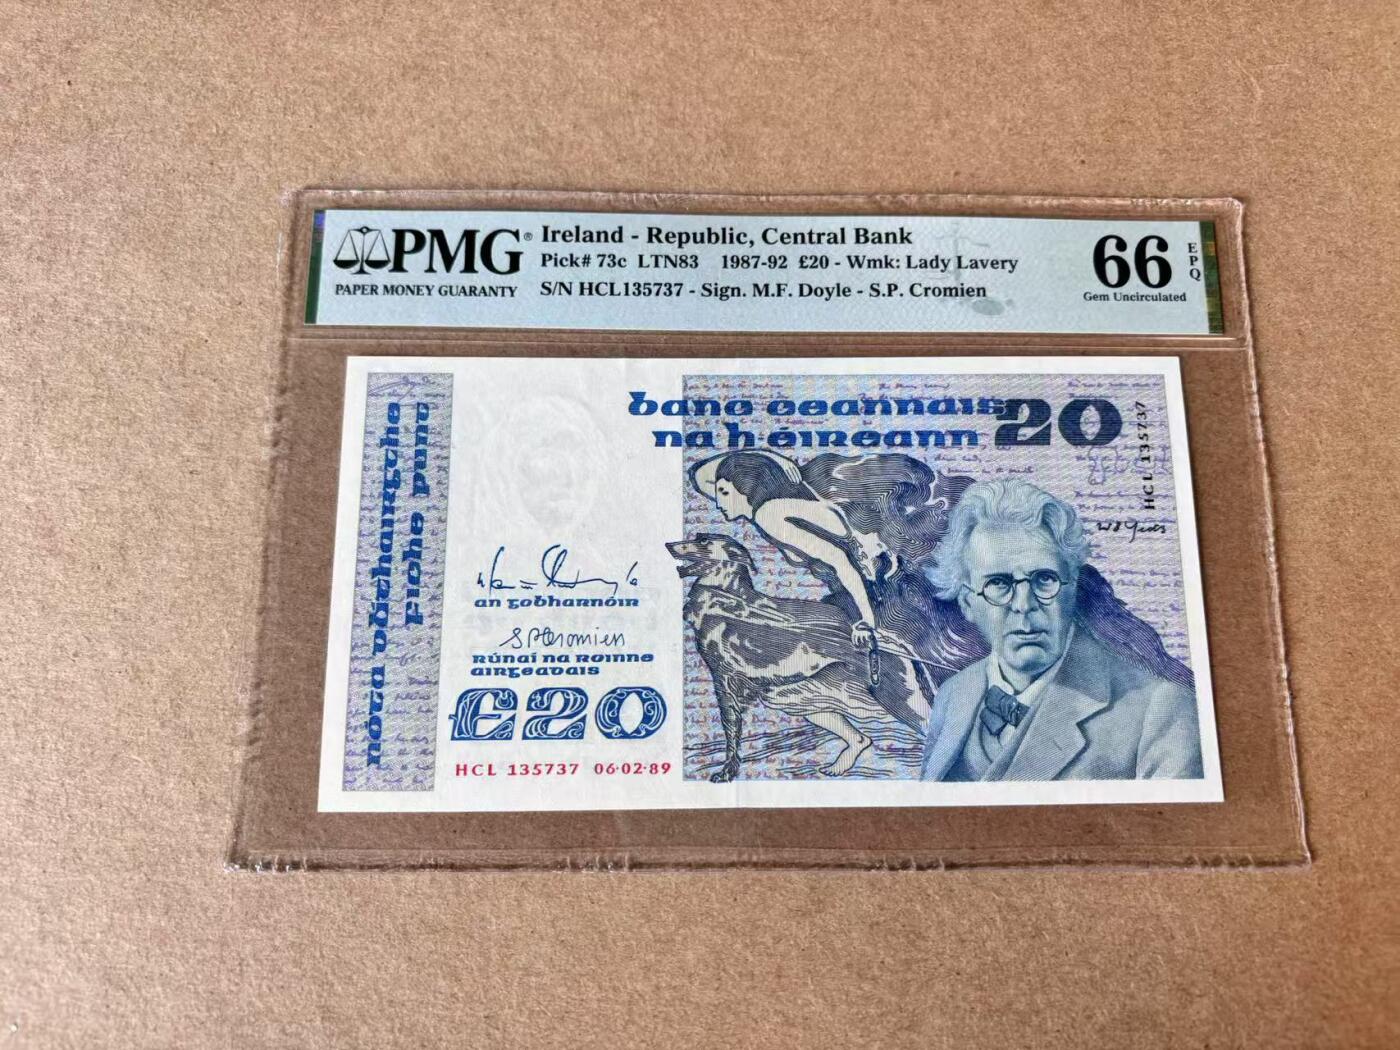 PMG®
PAPER MONEY GUARANTY
Ireland - Republic, Central Bank
Pick# 73c LTN83 1987-92 £20 - Wmk: Lady Lavery
S/N HCL135737 - Sign. M.F. Doyle - S.P. Cromien
66
EPQ
Gem Uncirculated
nóta dlíthairgthe
fiche punt
banc ceannais
na h-éireann
20
HCL 135737
W B Yeats
an gobharnóir
S P Cromien
rúnaí na roinne
airgeadais
£20
HCL 135737 06·02·89